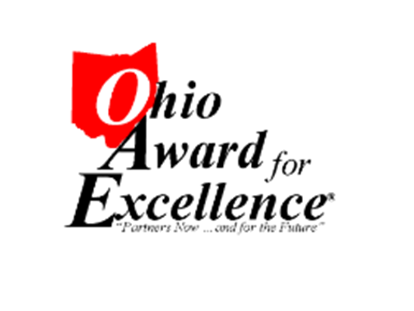 Ohio
Award for
Excellence®
"Partners Now ... and for the Future"